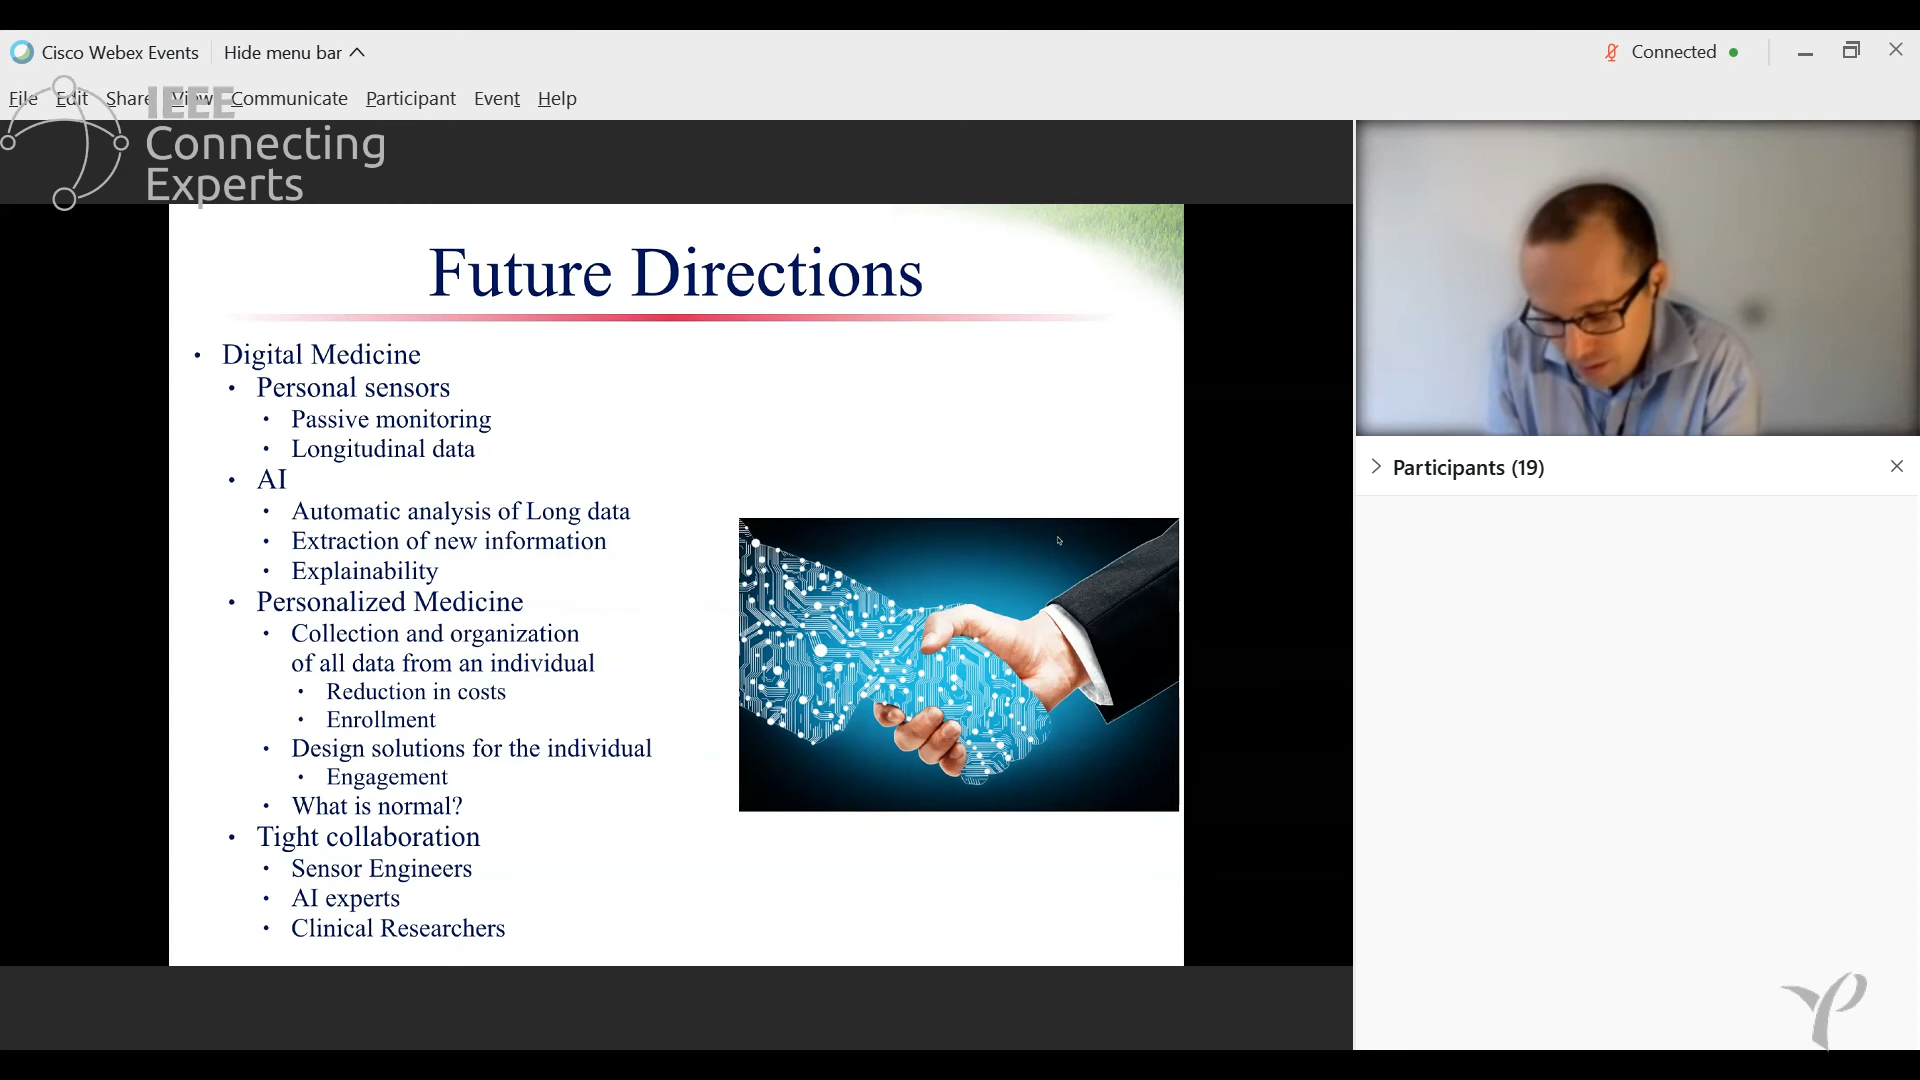 Cisco Webex Events
Hide menu bar
Connected
File Edit Share View Communicate Participant Event Help
IEEE
Connecting
Experts
Future Directions
• Digital Medicine
• Personal sensors
• Passive monitoring
• Longitudinal data
• AI
• Automatic analysis of Long data
• Extraction of new information
• Explainability
• Personalized Medicine
• Collection and organization
of all data from an individual
• Reduction in costs
• Enrollment
• Design solutions for the individual
• Engagement
• What is normal?
• Tight collaboration
• Sensor Engineers
• AI experts
• Clinical Researchers
Participants (19)